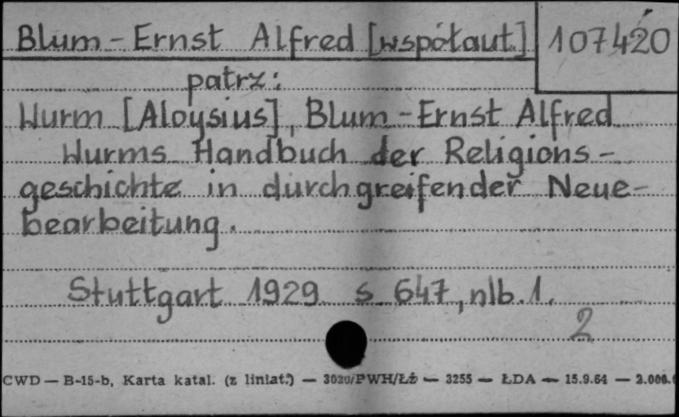 Blum-Ernst Alfred [współaut.]
107420
patrz:
Wurm [Aloysius], Blum-Ernst Alfred
Wurms Handbuch der Religions-
geschichte in durchgreifender Neue-
bearbeitung.
Stuttgart 1929 s 647, nlb. 1.
2
CWD — B-15-b, Karta katal. (z liniat.) — 3020/PWH/Łż — 3255 — ŁDA — 15.9.64 — 2.000.